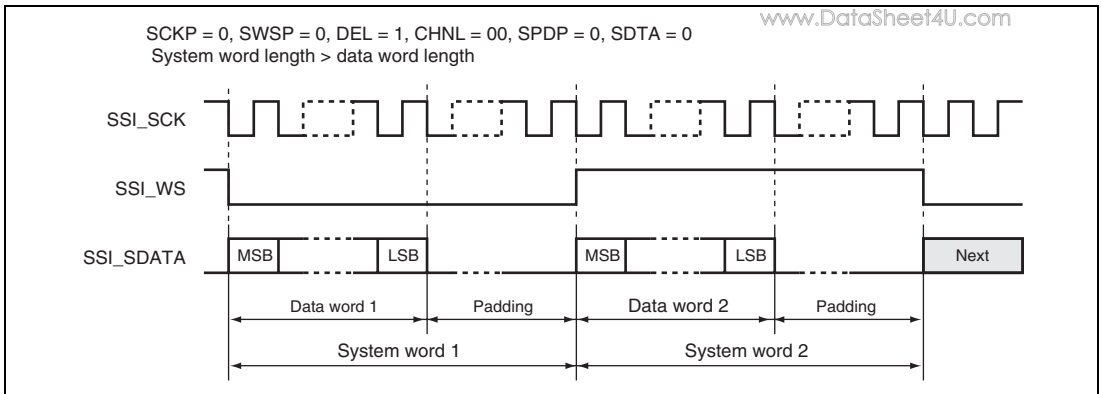 www.DataSheet4U.com
SCKP = 0, SWSP = 0, DEL = 1, CHNL = 00, SPDP = 0, SDTA = 0
System word length > data word length
SSI_SCK
SSI_WS
SSI_SDATA
MSB
LSB
MSB
LSB
Next
Data word 1
Padding
Data word 2
Padding
System word 1
System word 2